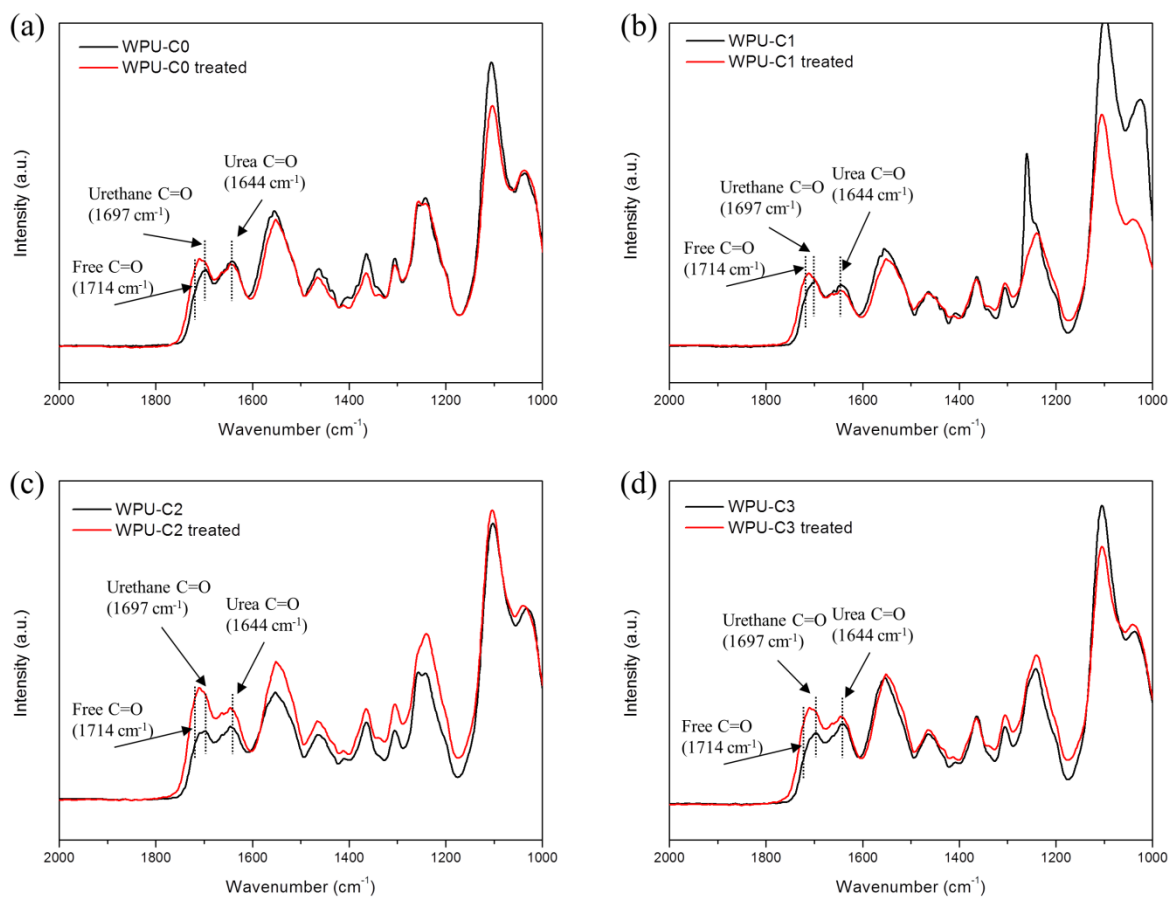 (a)
WPU-C0
WPU-C0 treated
Urea C=O
(1644 cm⁻¹)
Urethane C=O
(1697 cm⁻¹)
Free C=O
(1714 cm⁻¹)
Intensity (a.u.)
2000 1800 1600 1400 1200 1000
Wavenumber (cm⁻¹)
(b)
WPU-C1
WPU-C1 treated
Urethane C=O
(1697 cm⁻¹)
Urea C=O
(1644 cm⁻¹)
Free C=O
(1714 cm⁻¹)
Intensity (a.u.)
2000 1800 1600 1400 1200 1000
Wavenumber (cm⁻¹)
(c)
WPU-C2
WPU-C2 treated
Urethane C=O
(1697 cm⁻¹)
Urea C=O
(1644 cm⁻¹)
Free C=O
(1714 cm⁻¹)
Intensity (a.u.)
2000 1800 1600 1400 1200 1000
Wavenumber (cm⁻¹)
(d)
WPU-C3
WPU-C3 treated
Urethane C=O
(1697 cm⁻¹)
Urea C=O
(1644 cm⁻¹)
Free C=O
(1714 cm⁻¹)
Intensity (a.u.)
2000 1800 1600 1400 1200 1000
Wavenumber (cm⁻¹)